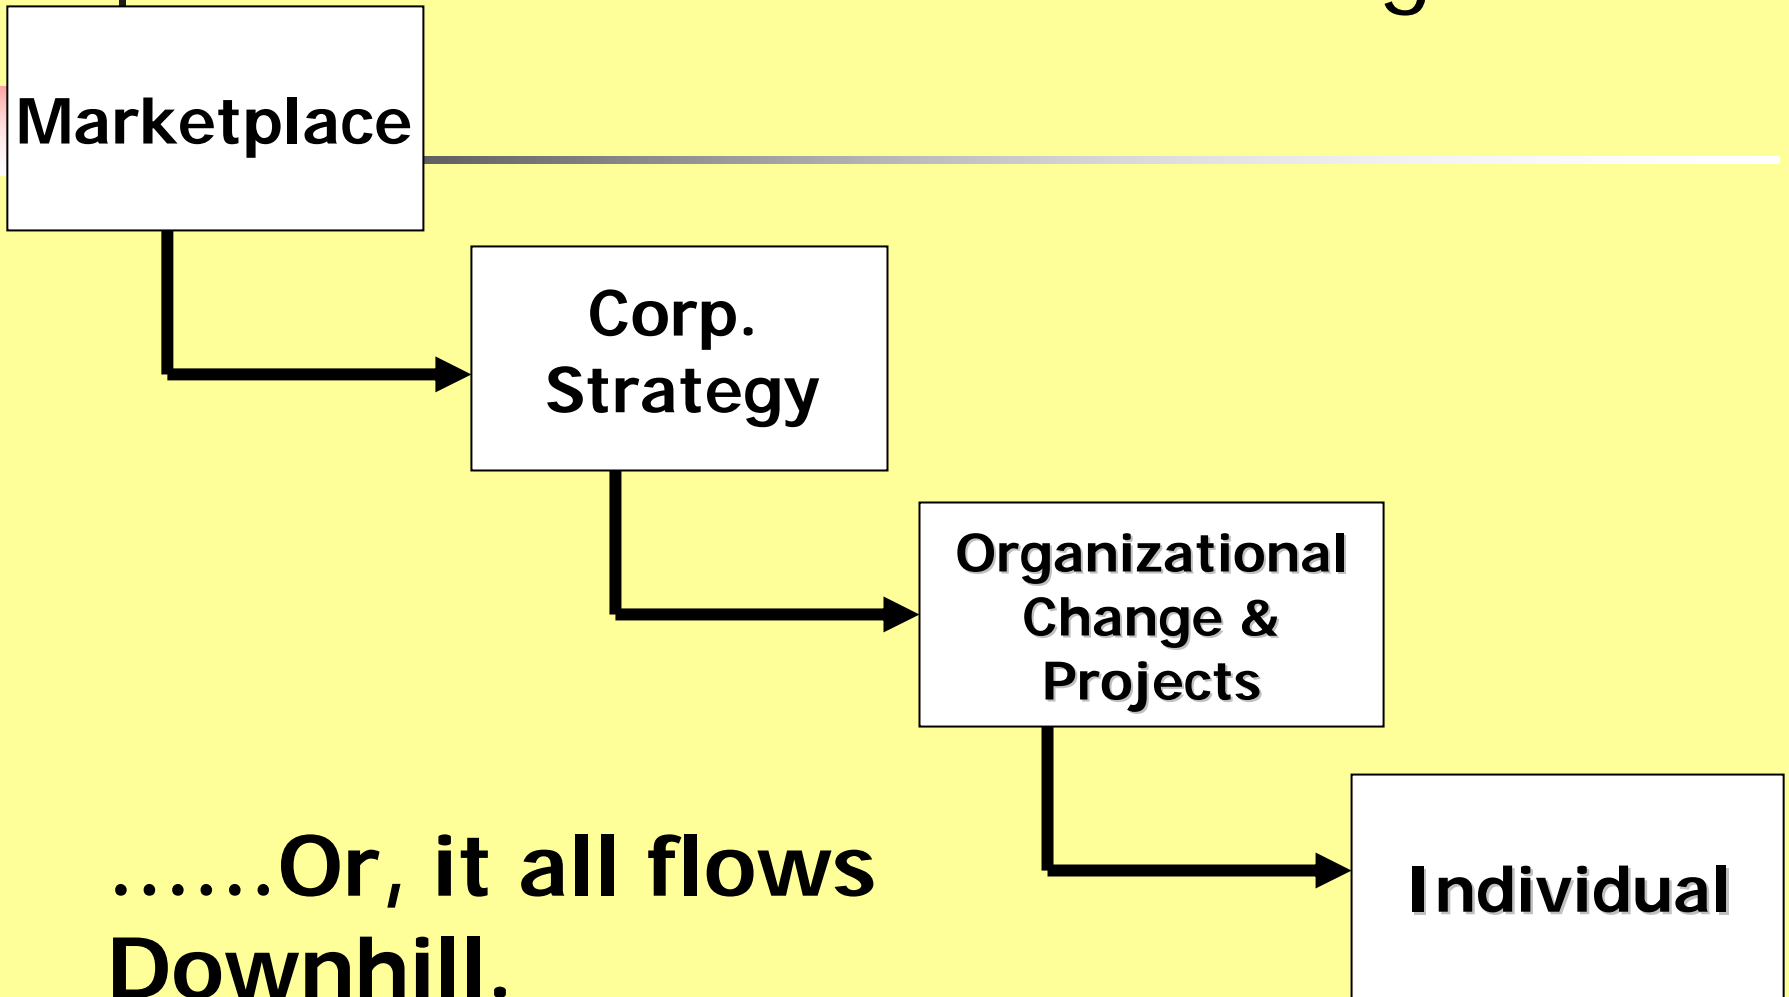 Marketplace
Corp.
Strategy
Organizational
Change &
Projects
Individual
......Or, it all flows
Downhill.